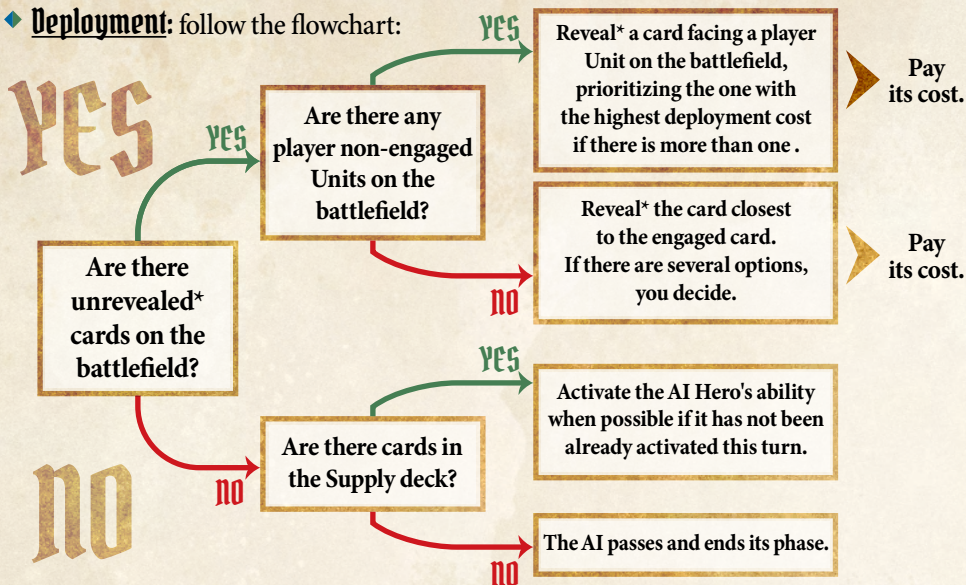 Deployment: follow the flowchart:
YES
NO
Are there
unrevealed*
cards on the
battlefield?
YES
Are there any
player non-engaged
Units on the
battlefield?
YES
Reveal* a card facing a player
Unit on the battlefield,
prioritizing the one with
the highest deployment cost
if there is more than one .
Pay
its cost.
NO
Reveal* the card closest
to the engaged card.
If there are several options,
you decide.
Pay
its cost.
NO
Are there cards in
the Supply deck?
YES
Activate the AI Hero's ability
when possible if it has not been
already activated this turn.
NO
The AI passes and ends its phase.